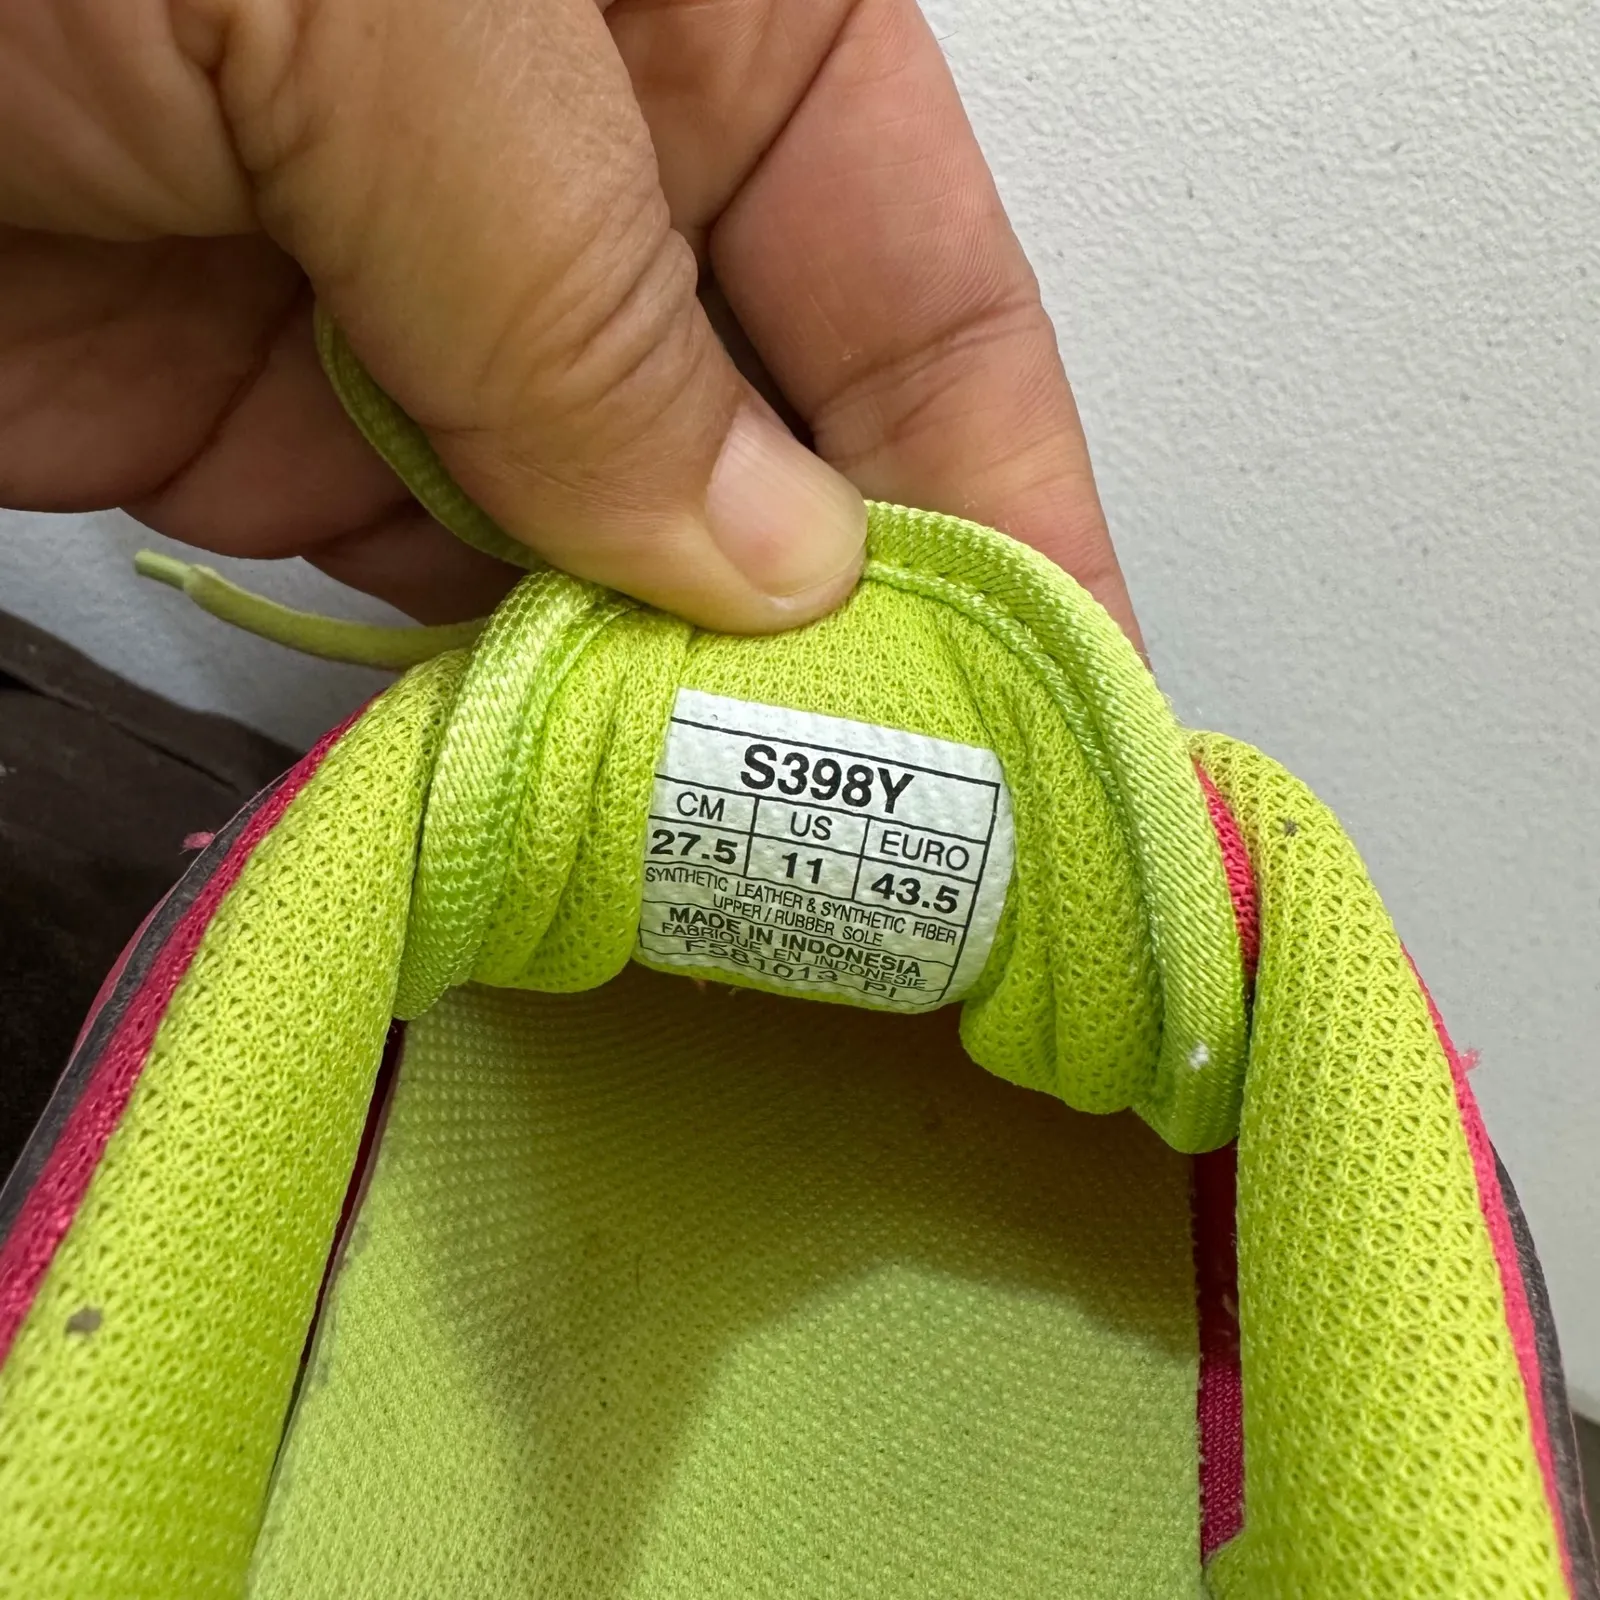 S398Y
CM US EURO
27.5 11 43.5
SYNTHETIC LEATHER & SYNTHETIC FIBER
UPPER / RUBBER SOLE
MADE IN INDONESIA
FABRIQUE EN INDONESIE
F581013 PI